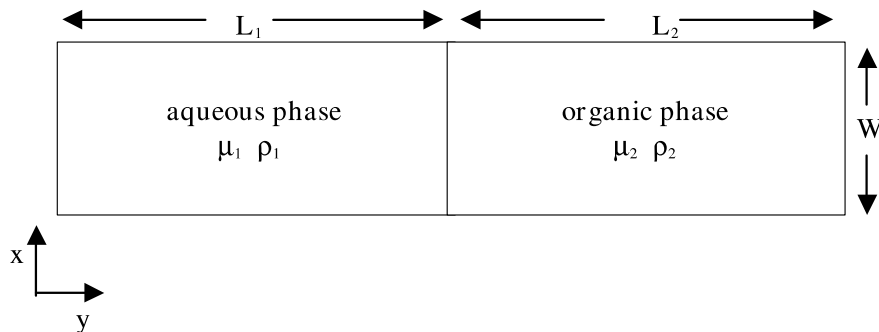 L₁ L₂
aqueous phase organic phase
μ₁ ρ₁ μ₂ ρ₂
W
x
y